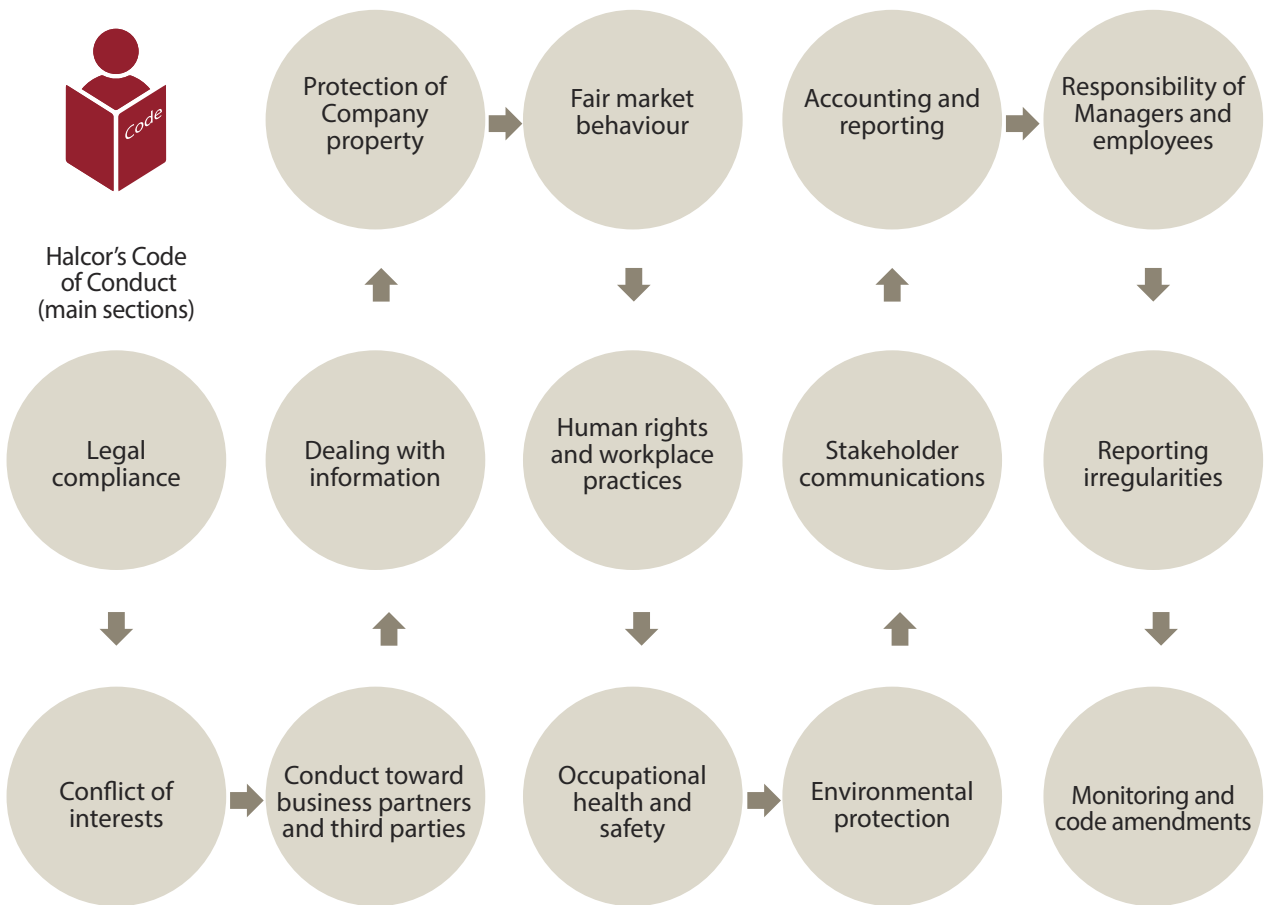 Code
Halcor’s Code
of Conduct
(main sections)
Legal
compliance
Conflict of
interests
Conduct toward
business partners
and third parties
Dealing with
information
Protection of
Company
property
Fair market
behaviour
Human rights
and workplace
practices
Occupational
health and
safety
Environmental
protection
Stakeholder
communications
Accounting and
reporting
Responsibility of
Managers and
employees
Reporting
irregularities
Monitoring and
code amendments